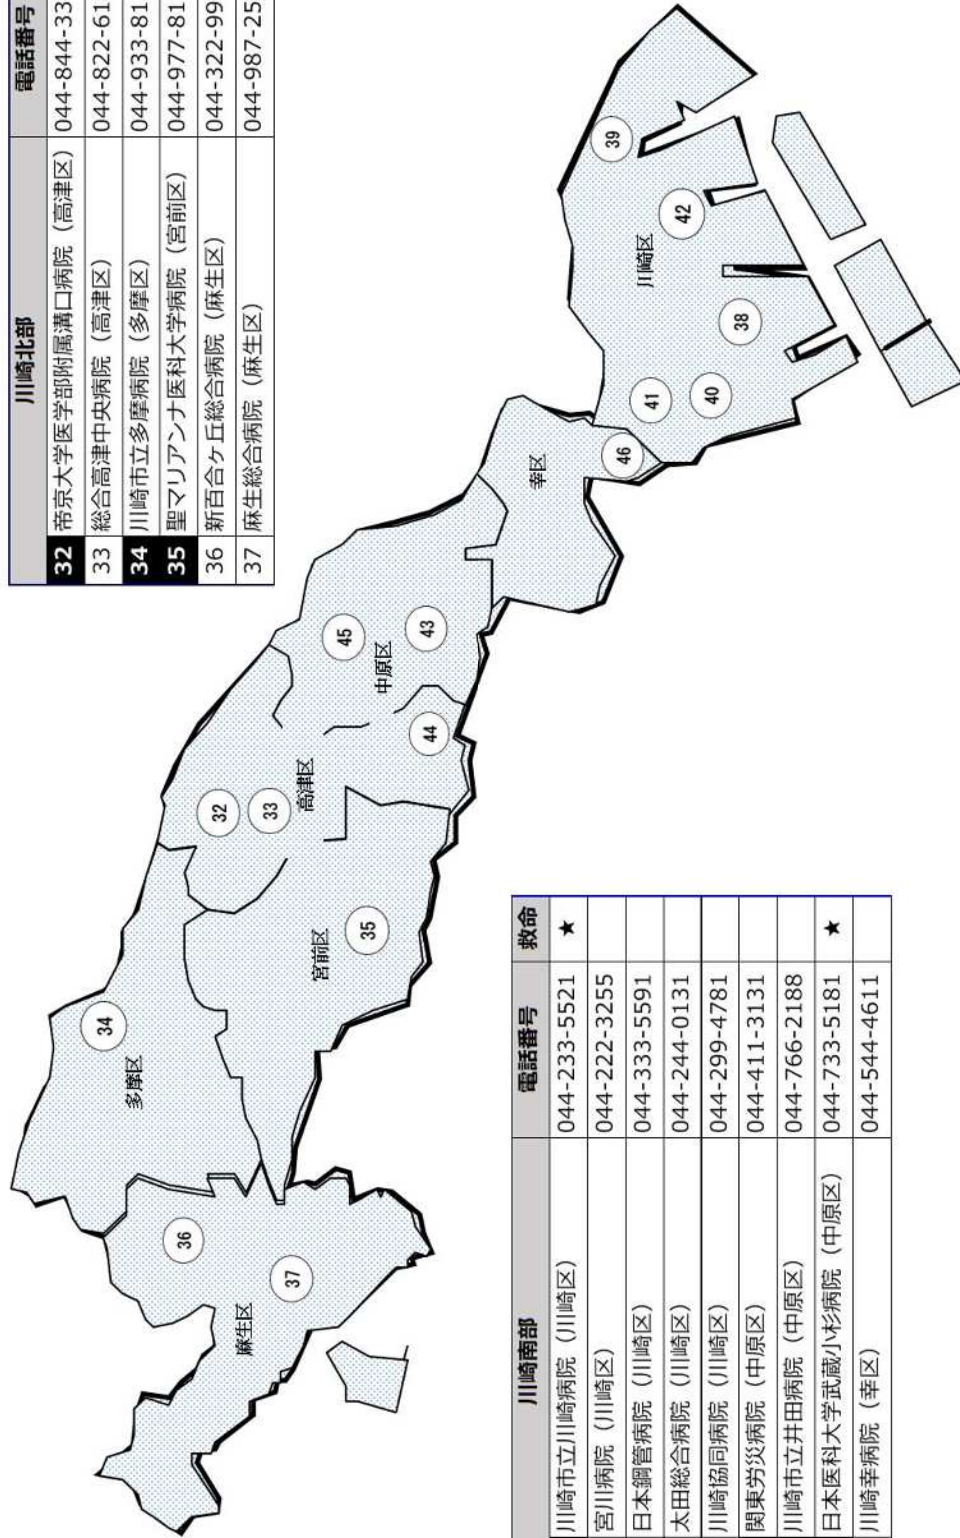 川崎北部 電話番号
32 帝京大学医学部附属溝口病院（高津区） 044-844-33
33 総合高津中央病院（高津区） 044-822-61
34 川崎市立多摩病院（多摩区） 044-933-81
35 聖マリアンナ医科大学病院（宮前区） 044-977-81
36 新百合ヶ丘総合病院（麻生区） 044-322-99
37 麻生総合病院（麻生区） 044-987-25
34
多摩区
36
37
麻生区
32
33
高津区
35
宮前区
45
43
中原区
44
幸区
46
41
40
38
川崎区
42
39
川崎南部 電話番号 救命
川崎市立川崎病院（川崎区） 044-233-5521 ★
宮川病院（川崎区） 044-222-3255
日本鋼管病院（川崎区） 044-333-5591
太田総合病院（川崎区） 044-244-0131
川崎協同病院（川崎区） 044-299-4781
関東労災病院（中原区） 044-411-3131
川崎市立井田病院（中原区） 044-766-2188
日本医科大学武蔵小杉病院（中原区） 044-733-5181 ★
川崎幸病院（幸区） 044-544-4611